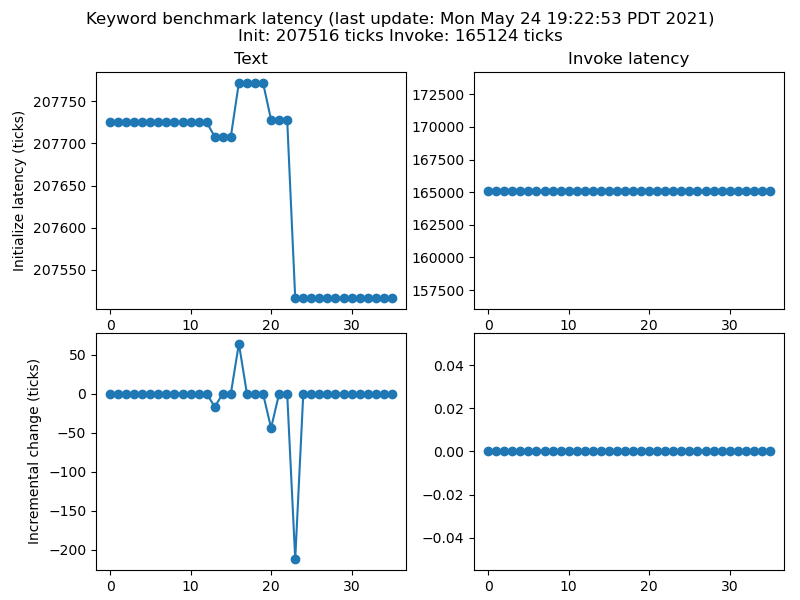 Keyword benchmark latency (last update: Mon May 24 19:22:53 PDT 2021)
Init: 207516 ticks Invoke: 165124 ticks
Text
Initialize latency (ticks)
207750
207700
207650
207600
207550
0 10 20 30
Invoke latency
172500
170000
167500
165000
162500
160000
157500
0 10 20 30
Incremental change (ticks)
50
0
−50
−100
−150
−200
0 10 20 30
0.04
0.02
0.00
−0.02
−0.04
0 10 20 30